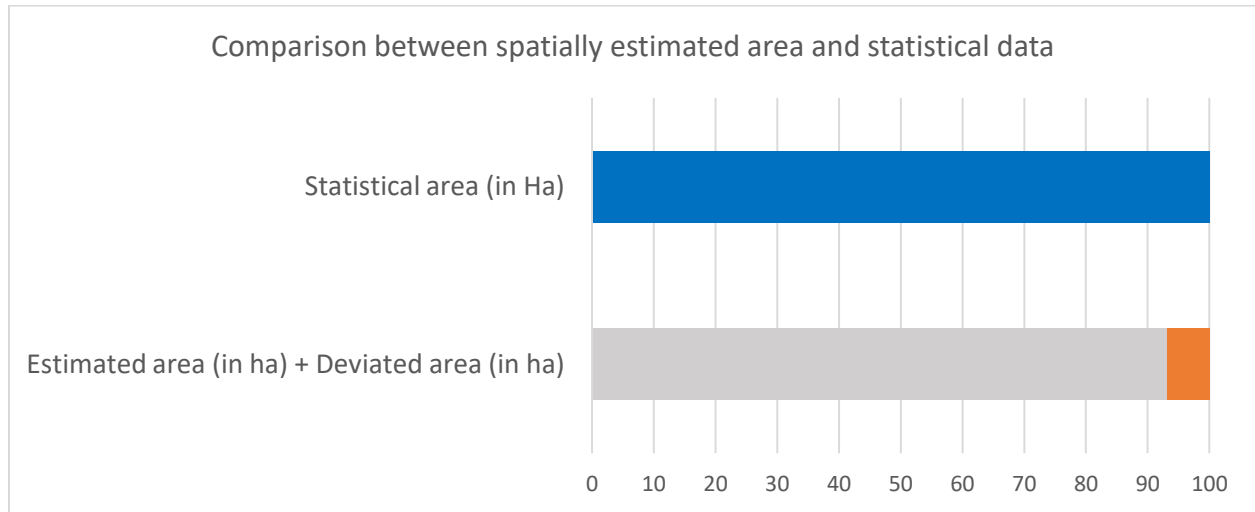 Comparison between spatially estimated area and statistical data
Statistical area (in Ha)
Estimated area (in ha) + Deviated area (in ha)
0 10 20 30 40 50 60 70 80 90 100